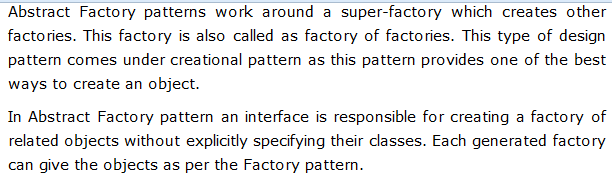 Abstract Factory patterns work around a super-factory which creates other
factories. This factory is also called as factory of factories. This type of design
pattern comes under creational pattern as this pattern provides one of the best
ways to create an object.
In Abstract Factory pattern an interface is responsible for creating a factory of
related objects without explicitly specifying their classes. Each generated factory
can give the objects as per the Factory pattern.